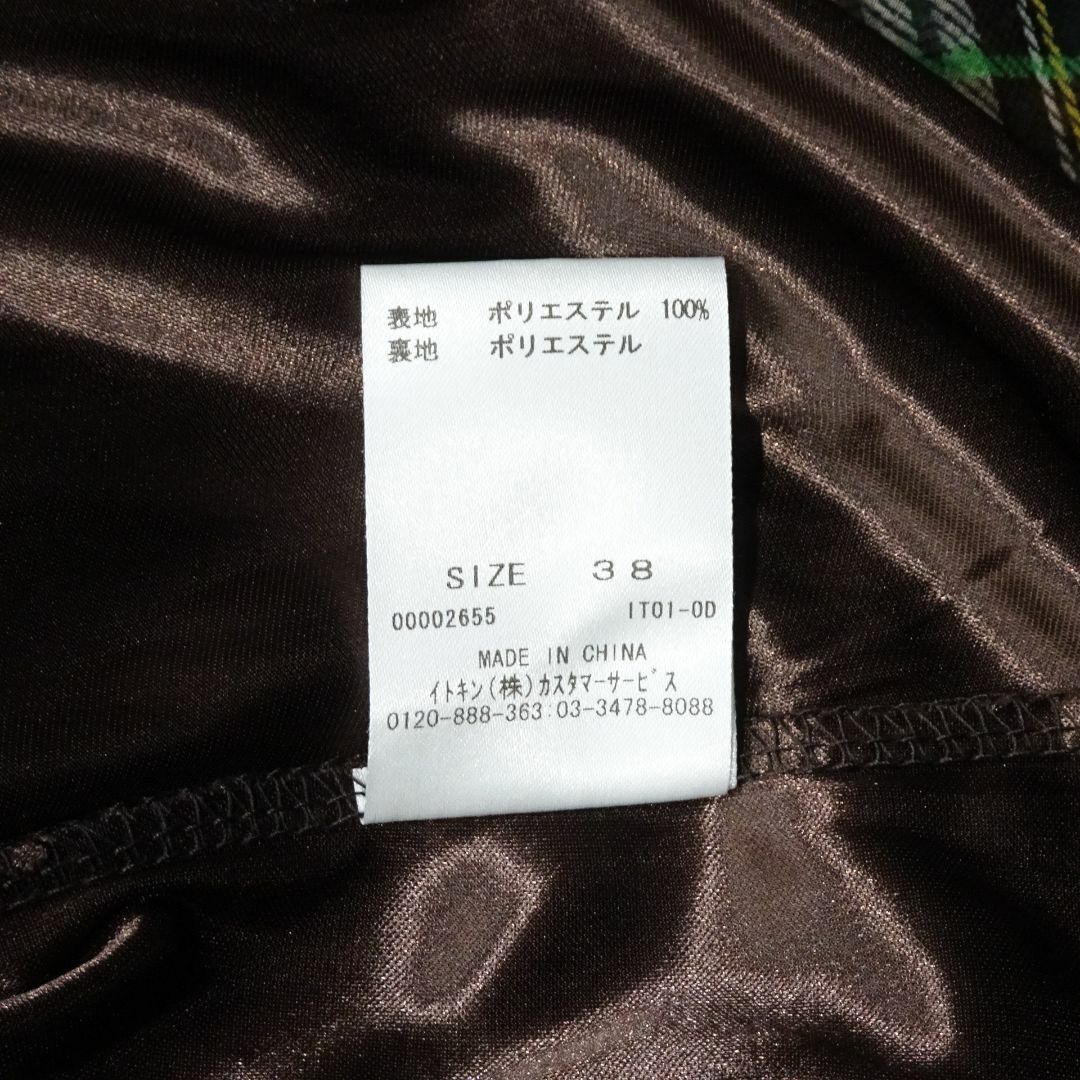 表地 ポリエステル 100%
裏地 ポリエステル
SIZE 38
00002655 IT01-0D
MADE IN CHINA
イトキン(株)カスタマーサービス
0120-888-363:03-3478-8088